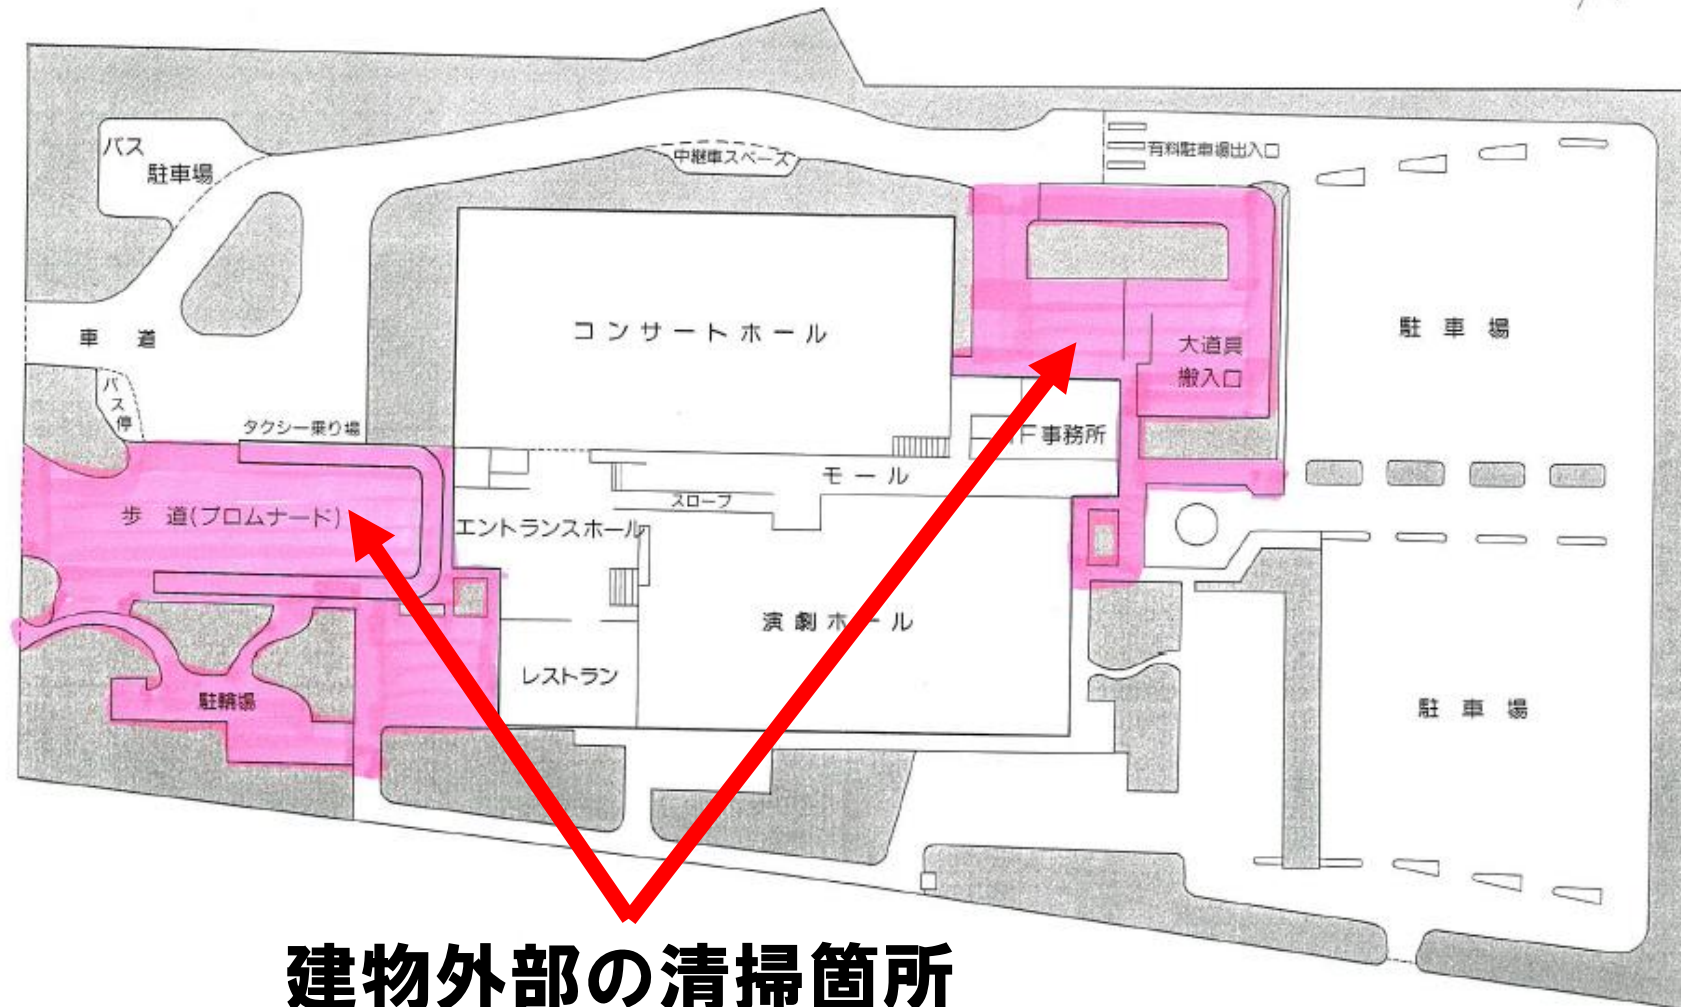 バス
駐車場
中継車スペース
有料駐車場出入口
車 道
コンサートホール
駐 車 場
大道具
搬入口
バス停
タクシー乗り場
F事務所
モール
スロープ
歩 道(プロムナード)
エントランスホール
演劇ホール
レストラン
駐輪場
駐 車 場
建物外部の清掃箇所